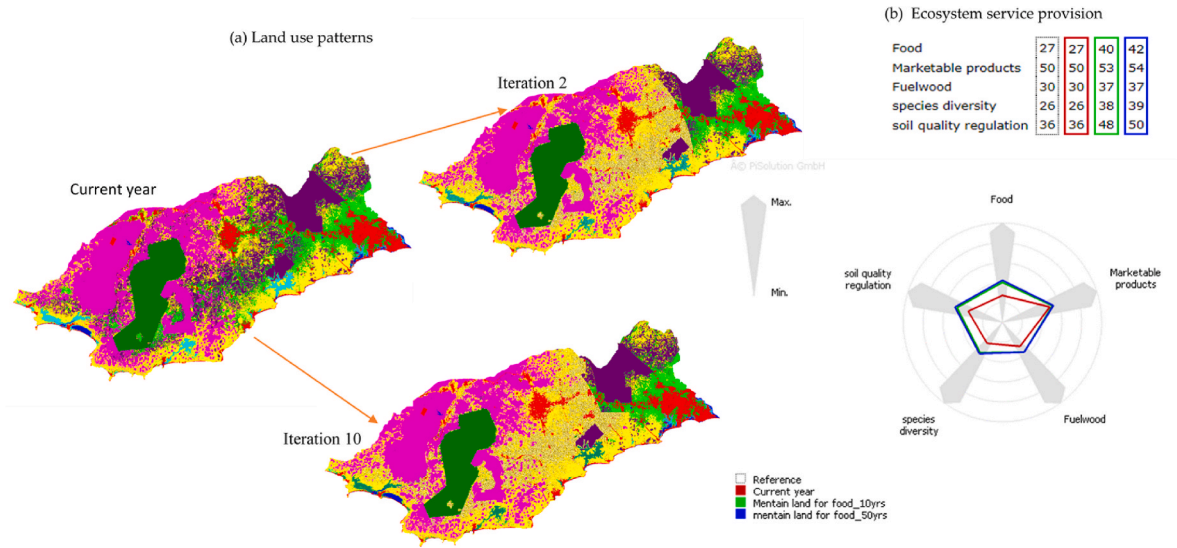 (a) Land use patterns
Iteration 2
Current year
Iteration 10
(b) Ecosystem service provision
Food 27 27 40 42
Marketable products 50 50 53 54
Fuelwood 30 30 37 37
species diversity 26 26 38 39
soil quality regulation 36 36 48 50
A© PiSolution GmbH
Max.
Min.
Food
soil quality
regulation
Marketable
products
species
diversity
Fuelwood
Reference
Current year
Mentain land for food_10yrs
mentain land for food_50yrs